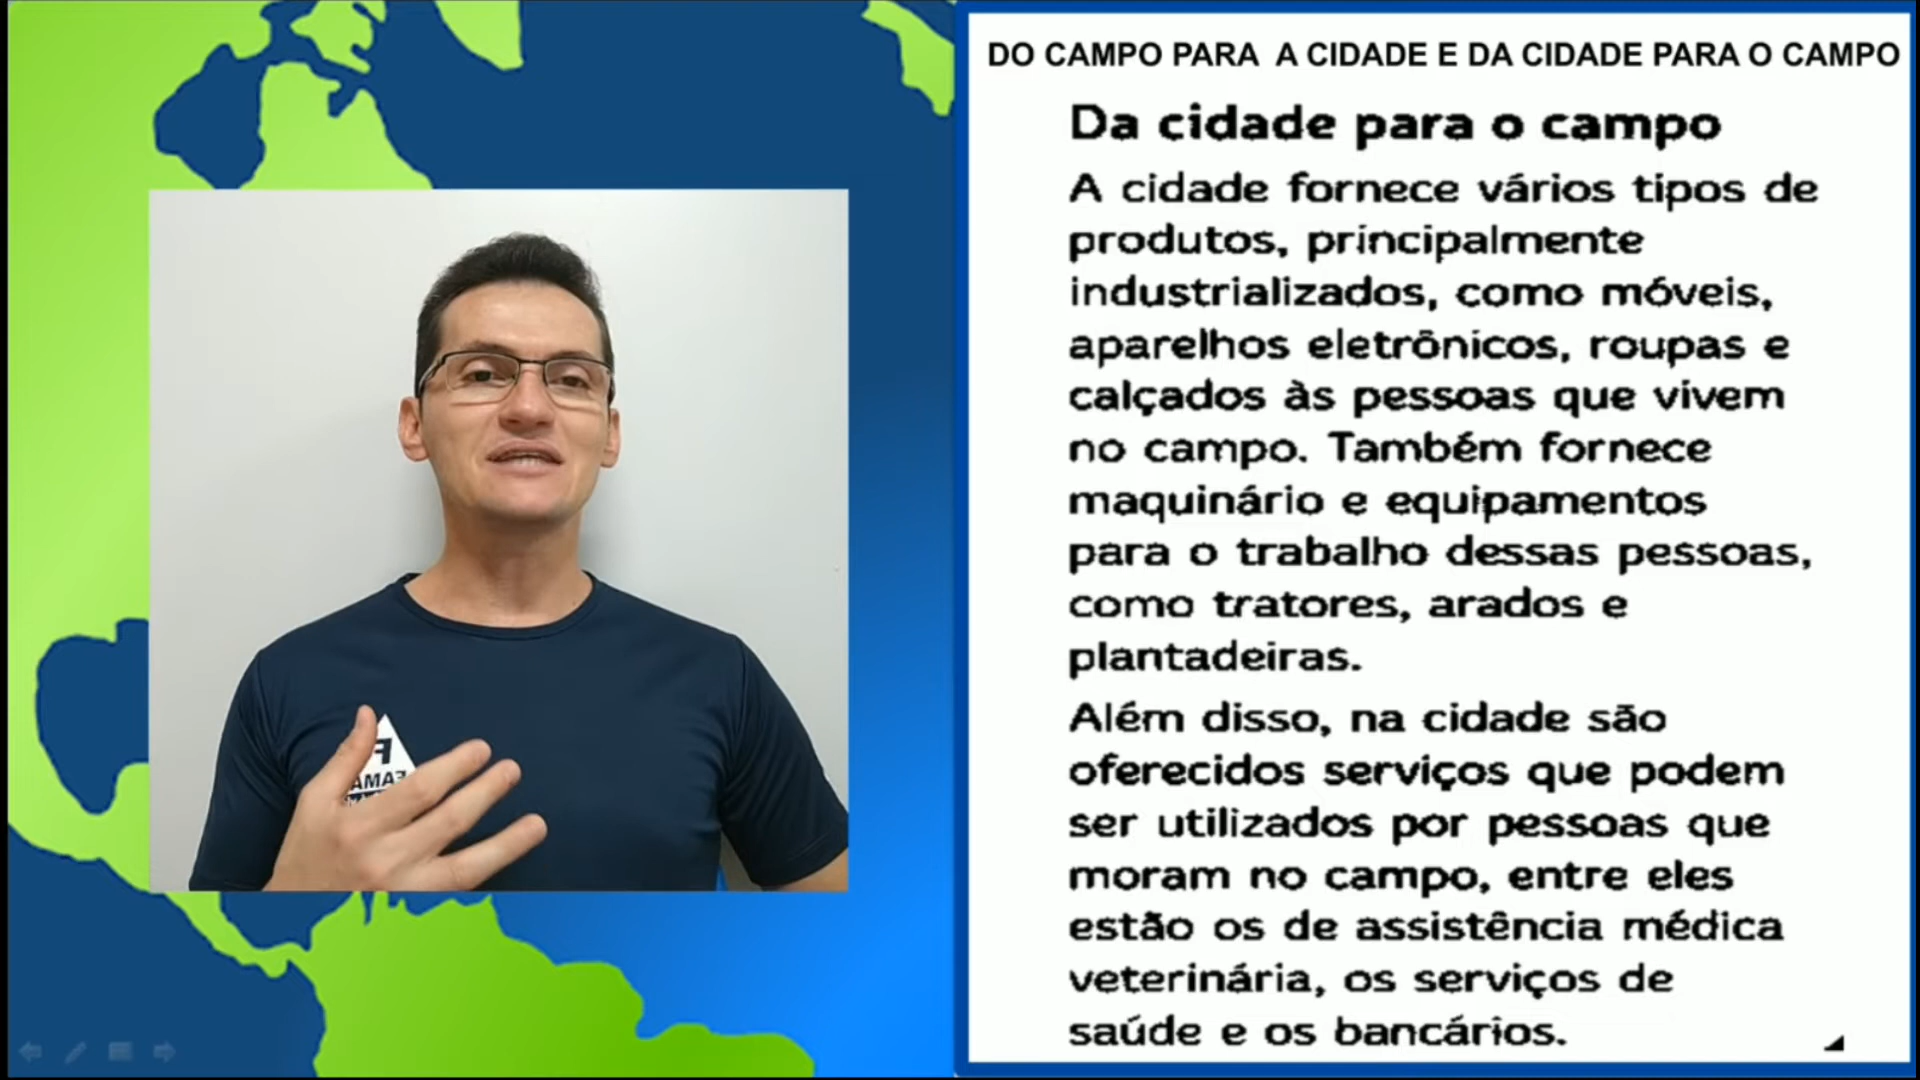 DO CAMPO PARA A CIDADE E DA CIDADE PARA O CAMPO
Da cidade para o campo
A cidade fornece vários tipos de
produtos, principalmente
industrializados, como móveis,
aparelhos eletrônicos, roupas e
calçados às pessoas que vivem
no campo. Também fornece
maquinário e equipamentos
para o trabalho dessas pessoas,
como tratores, arados e
plantadeiras.
Além disso, na cidade são
oferecidos serviços que podem
ser utilizados por pessoas que
moram no campo, entre eles
estão os de assistência médica
veterinária, os serviços de
saúde e os bancários.
F